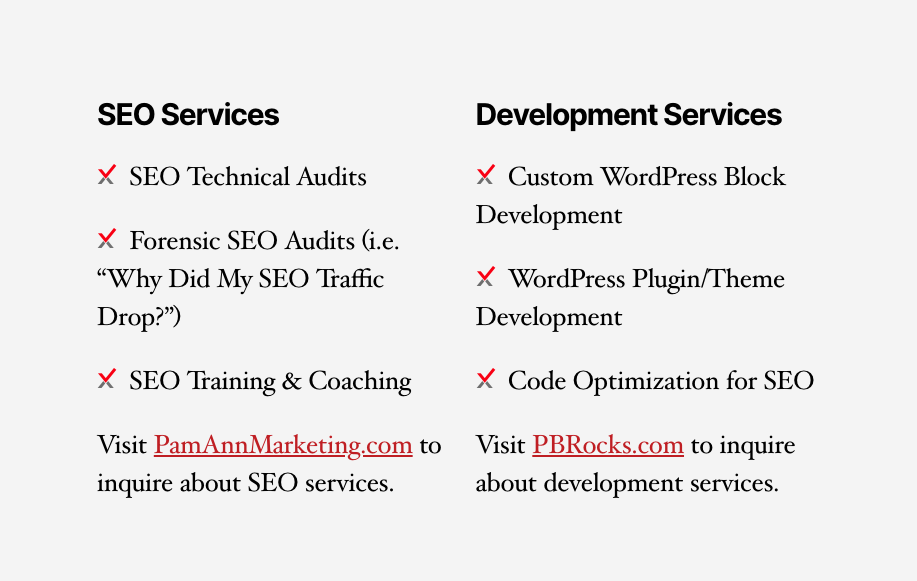 SEO Services
SEO Technical Audits
Forensic SEO Audits (i.e.
“Why Did My SEO Traffic
Drop?”)
SEO Training & Coaching
Visit PamAnnMarketing.com to
inquire about SEO services.
Development Services
Custom WordPress Block
Development
WordPress Plugin/Theme
Development
Code Optimization for SEO
Visit PBRocks.com to inquire
about development services.